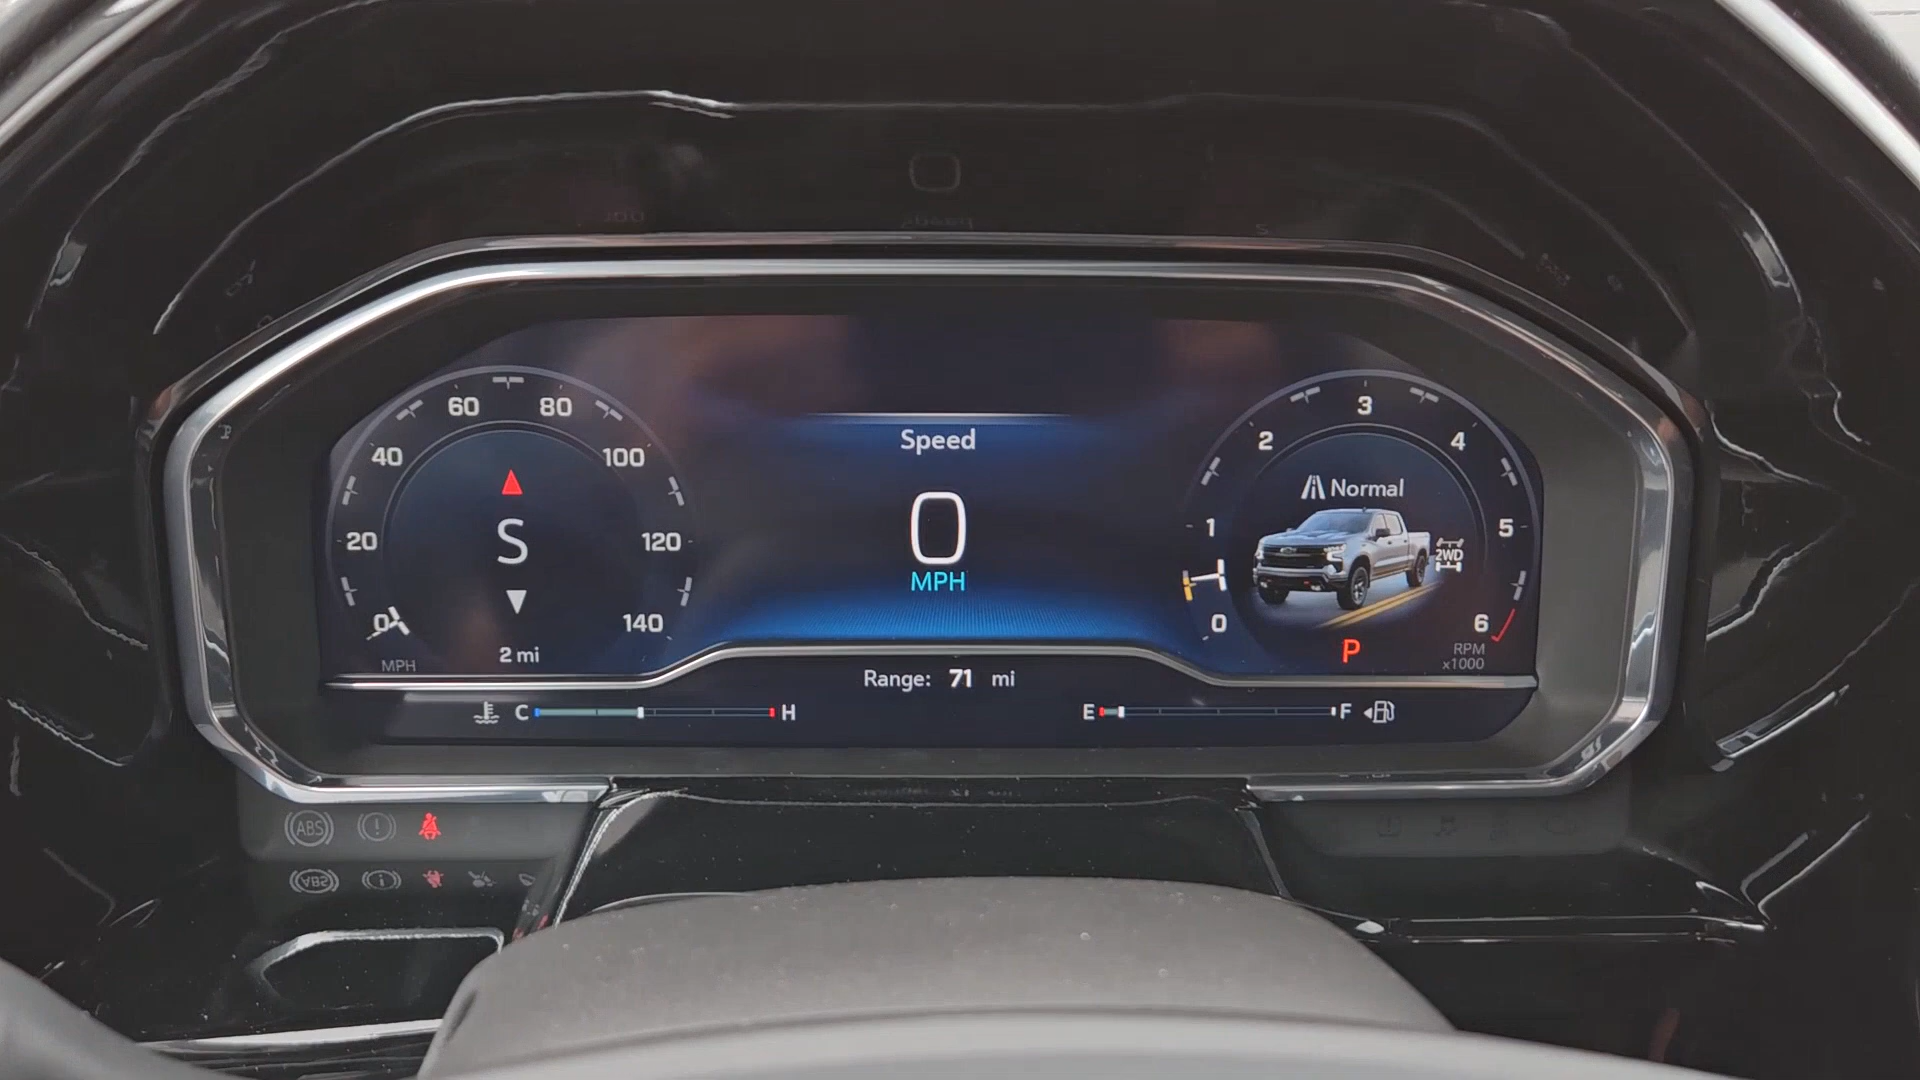 60 80
40 100
20 S 120
0 140
MPH 2 mi
Speed
0
MPH
Range: 71 mi
3
2 4
Normal
1 5
2WD
0 6
P
RPM
x1000
C H
E F
ABS
!